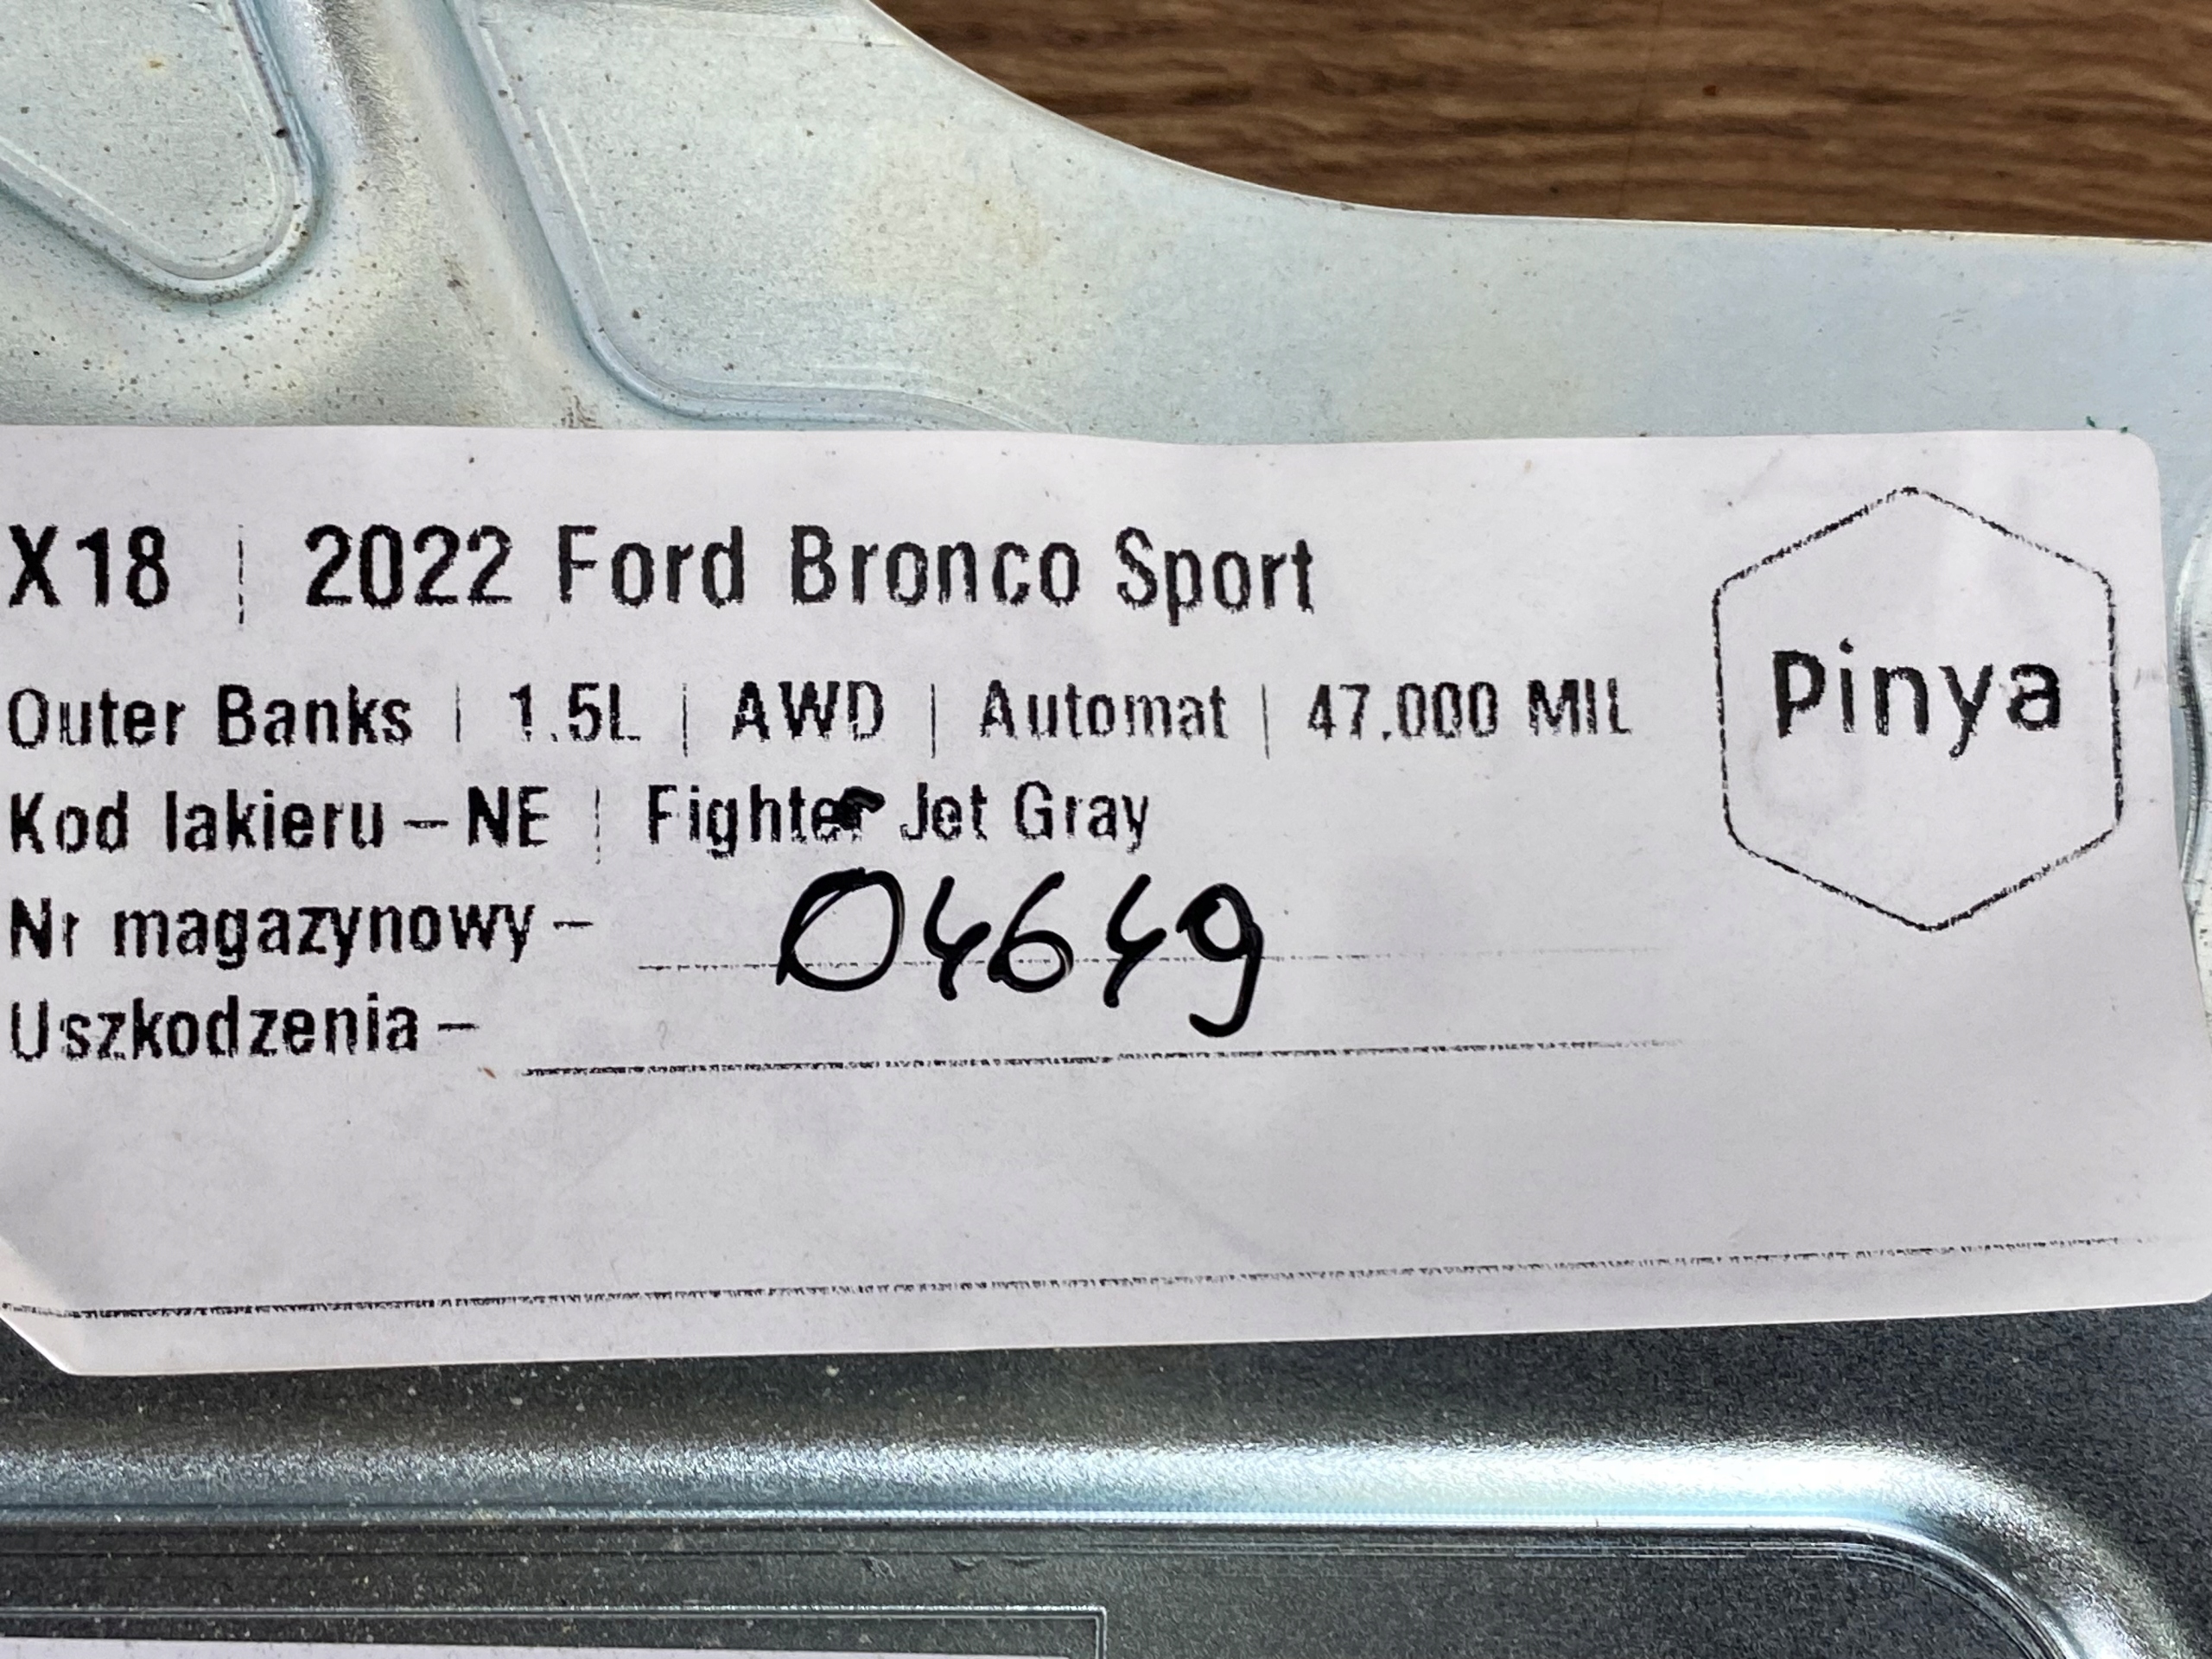 X18 | 2022 Ford Bronco Sport
Outer Banks | 1.5L | AWD | Automat | 47.000 MIL
Kod lakieru – NE | Fighter Jet Gray
Nr magazynowy – 04649
Uszkodzenia –
Pinya